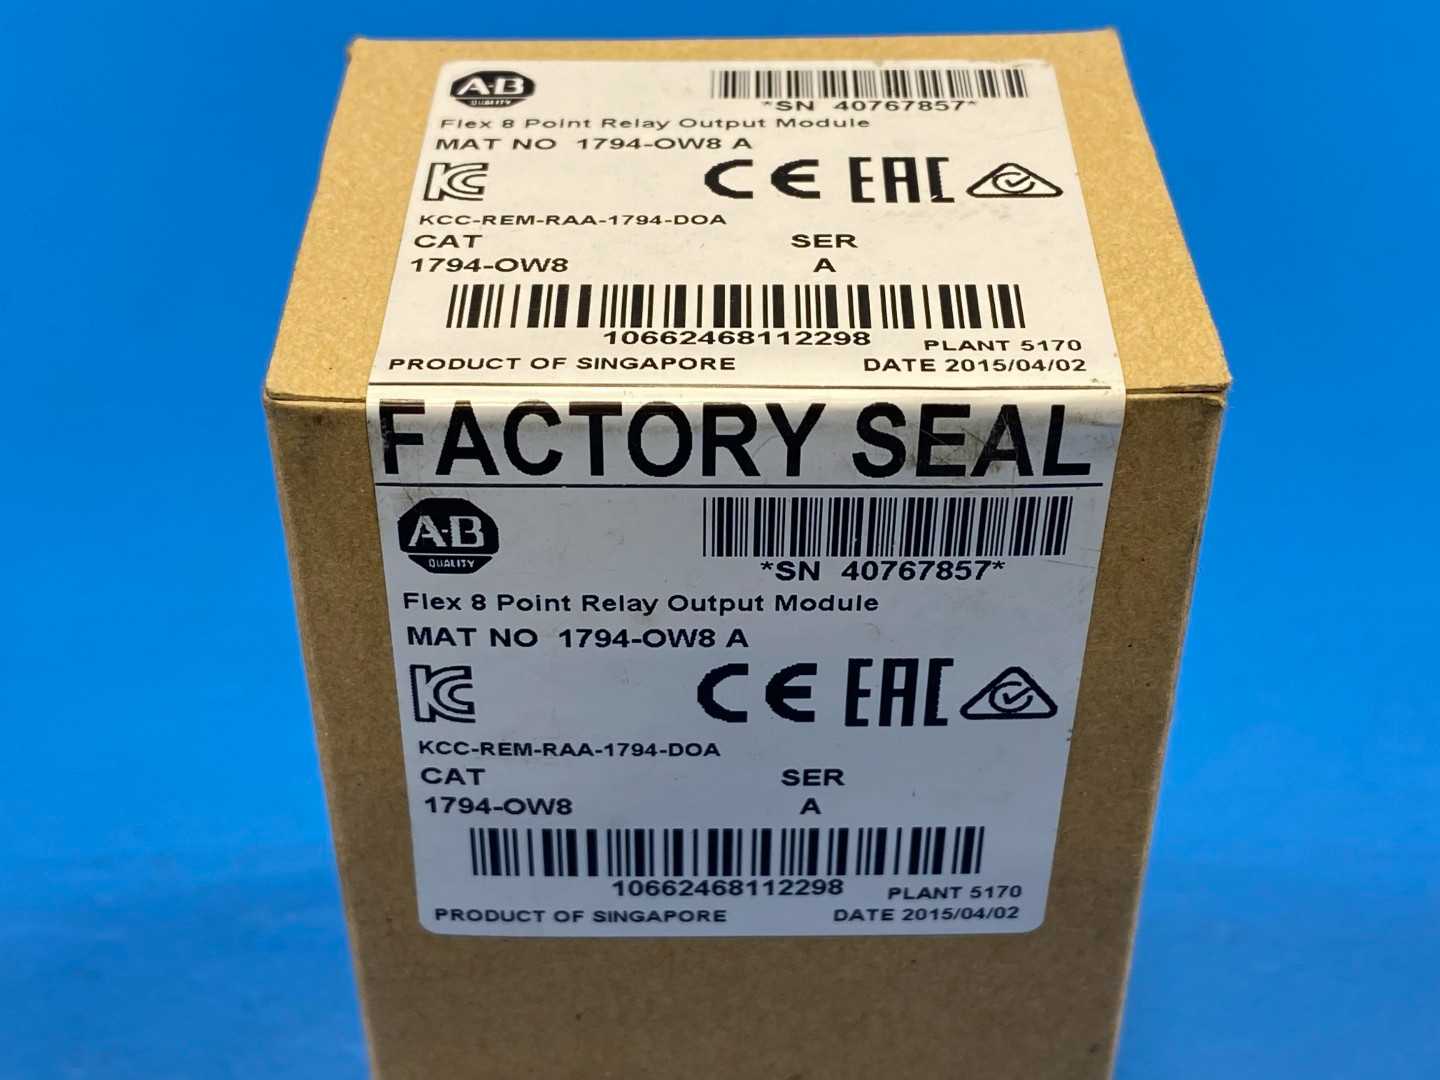 A-B
QUALITY
*SN 40767857*
Flex 8 Point Relay Output Module
MAT NO 1794-OW8 A
KC
CE EAC
KCC-REM-RAA-1794-DOA
CAT SER
1794-OW8 A
10662468112298
PLANT 5170
PRODUCT OF SINGAPORE DATE 2015/04/02
FACTORY SEAL
A-B
QUALITY
*SN 40767857*
Flex 8 Point Relay Output Module
MAT NO 1794-OW8 A
KC
CE EAC
KCC-REM-RAA-1794-DOA
CAT SER
1794-OW8 A
10662468112298
PLANT 5170
PRODUCT OF SINGAPORE DATE 2015/04/02